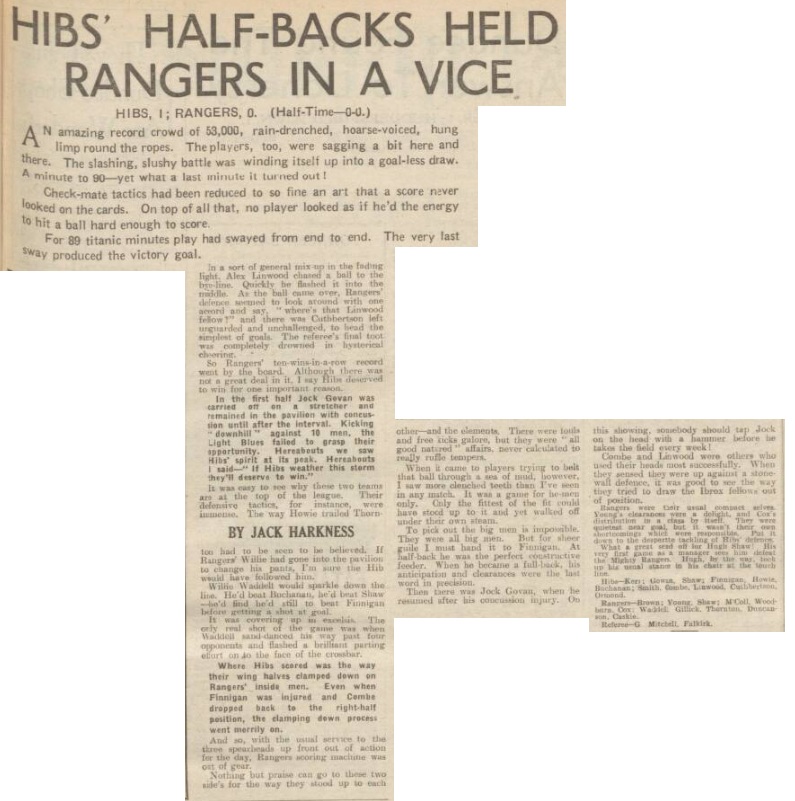 HIBS' HALF-BACKS HELD
RANGERS IN A VICE
HIBS, 1; RANGERS, 0. (Half-Time—0-0.)
AN amazing record crowd of 53,000, rain-drenched, hoarse-voiced, hung
limp round the ropes. The players, too, were sagging a bit here and
there. The slashing, slushy battle was winding itself up into a goal-less draw.
A minute to 90—yet what a last minute it turned out!
Check-mate tactics had been reduced to so fine an art that a score never
looked on the cards. On top of all that, no player looked as if he'd the energy
to hit a ball hard enough to score.
For 89 titanic minutes play had swayed from end to end. The very last
sway produced the victory goal.
In a sort of general mix-up in the fading
light, Alex Linwood chased a ball to the
bye-line. Quickly he flashed it into the
middle. As the ball came over, Rangers'
defence seemed to look around with one
accord and say, "where's that Linwood
fellow?" and there was Cuthbertson left
unguarded and unchallenged, to head the
simplest of goals. The referee's final toot
was completely drowned in hysterical
cheering.
So Rangers' ten-wins-in-a-row record
went by the board. Although there was
not a great deal in it, I say Hibs deserved
to win for one important reason.
In the first half Jock Govan was
carried off on a stretcher and
remained in the pavilion with concus-
sion until after the interval. Kicking
"downhill" against 10 men, the
Light Blues failed to grasp their
opportunity. Hereabouts we saw
Hibs' spirit at its peak. Hereabouts
I said—"If Hibs weather this storm
they'll deserve to win."
It was easy to see why these two teams
are at the top of the league. Their
defensive tactics, for instance, were
immense. The way Howie trailed Thorn-
BY JACK HARKNESS
too had to be seen to be believed. If
Rangers' Willie had gone into the pavilion
to change his pants, I'm sure the Hib
would have followed him.
Willie Waddell would sparkle down the
line. He'd beat Buchanan, he'd beat Shaw
—he'd find he'd still to beat Finnigan
before getting a shot at goal.
It was covering up in excelsis. The
only real shot of the game was when
Waddell sand-danced his way past four
opponents and flashed a brilliant parting
effort on to the face of the crossbar.
Where Hibs scored was the way
their wing halves clamped down on
Rangers' inside men. Even when
Finnigan was injured and Combe
dropped back to the right-half
position, the clamping down process
went merrily on.
And so, with the usual service to the
three spearheads up front out of action
for the day, Rangers scoring machine was
out of gear.
Nothing but praise can go to these two
side's for the way they stood up to each
other—and the elements. There were fouls
and free kicks galore, but they were "all
good natured" affairs, never calculated to
really ruffle tempers.
When it came to players trying to belt
that ball through a sea of mud, however,
I saw more clenched teeth than I've seen
in any match. It was a game for he-men
only. Only the fittest of the fit could
have stood up to it and yet walked off
under their own steam.
To pick out the big men is impossible.
They were all big men. But for sheer
guile I must hand it to Finnigan. At
half-back he was the perfect constructive
feeder. When he became a full-back, his
anticipation and clearances were the last
word in precision.
Then there was Jock Govan, when he
resumed after his concussion injury. On
this showing, somebody should tap Jock
on the head with a hammer before he
takes the field every week!
Combe and Linwood were others who
used their heads most successfully. When
they sensed they were up against a stone-
wall defence, it was good to see the way
they tried to draw the Ibrox fellows out
of position.
Rangers were their usual compact selves.
Young's clearances were a delight, and Cox's
distribution in a class by itself. They were
quietest near goal, but it wasn't their own
shortcomings which were responsible. Put it
down to the desperate tackling of Hibs' defence.
What a great send-off for Hugh Shaw! His
very first game as a manager sees him defeat
the Mighty Rangers. Hugh, by the way, took
up his usual stance in his chair at the touch
line.
Hibs—Kerr; Govan, Shaw; Finnigan, Howie,
Buchanan; Smith, Combe, Linwood, Cuthbertson,
Ormond.
Rangers—Brown; Young, Shaw; M'Coll, Wood-
burn, Cox; Waddell, Gillick, Thornton, Duncan-
son, Caskie.
Referee—G. Mitchell, Falkirk.